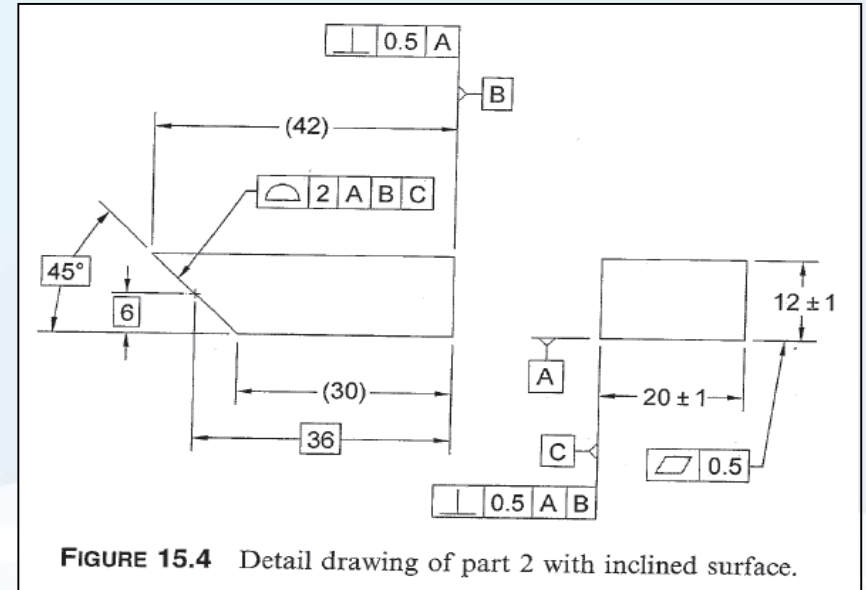 ⊥ 0.5 A
B
(42)
⌓ 2 A B C
45°
6
12 ± 1
A
(30)
20 ± 1
36
C
⏥ 0.5
⊥ 0.5 A B
FIGURE 15.4 Detail drawing of part 2 with inclined surface.